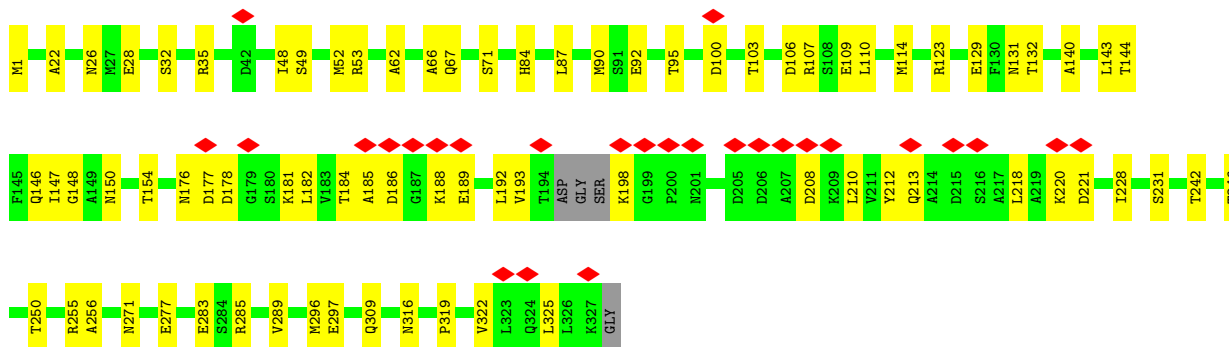 M1 A22 N26 M27 E28 S32 R35 D42 I48 S49 M52 R53 A62 A66 Q67 S71 H84 L87 M90 S91 E92 T95 D100 T103 D106 R107 S108 E109 L110 M114 R123 E129 F130 N131 T132 A140 L143 T144
F145 Q146 I147 G148 A149 N150 T154 N176 D177 D178 G179 S180 K181 L182 V183 T184 A185 D186 G187 K188 E189 L192 V193 T194 ASP GLY SER K198 G199 P200 N201 D205 D206 A207 D208 K209 L210 V211 Y212 Q213 A214 D215 S216 A217 L218 A219 K220 D221 I228 S231 T242
T250 R255 A256 N271 E277 E283 S284 R285 V289 M296 E297 Q309 N316 P319 V322 L323 Q324 L325 L326 K327 GLY